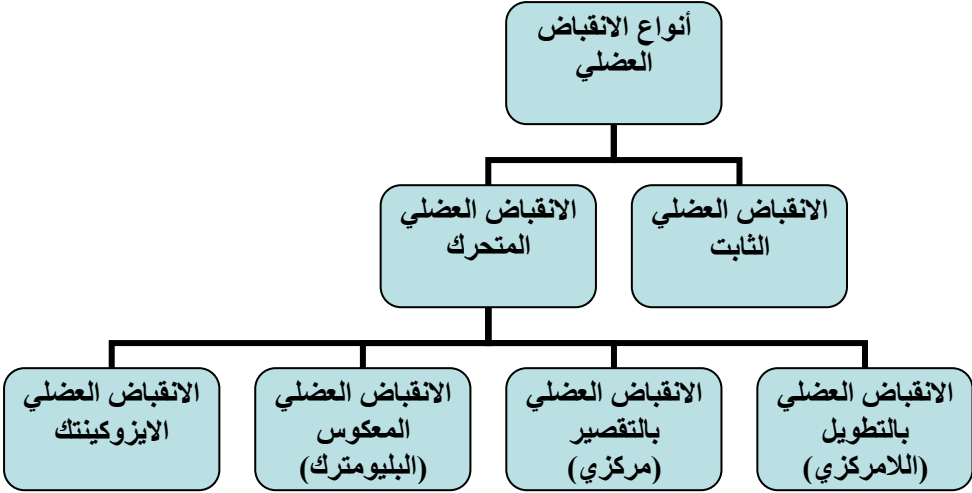 أنواع الانقباض
العضلي
الانقباض العضلي
الثابت
الانقباض العضلي
المتحرك
الانقباض العضلي
بالتطويل
(اللامركزي)
الانقباض العضلي
بالتقصير
(مركزي)
الانقباض العضلي
المعكوس
(البليومترك)
الانقباض العضلي
الايزوكينتك